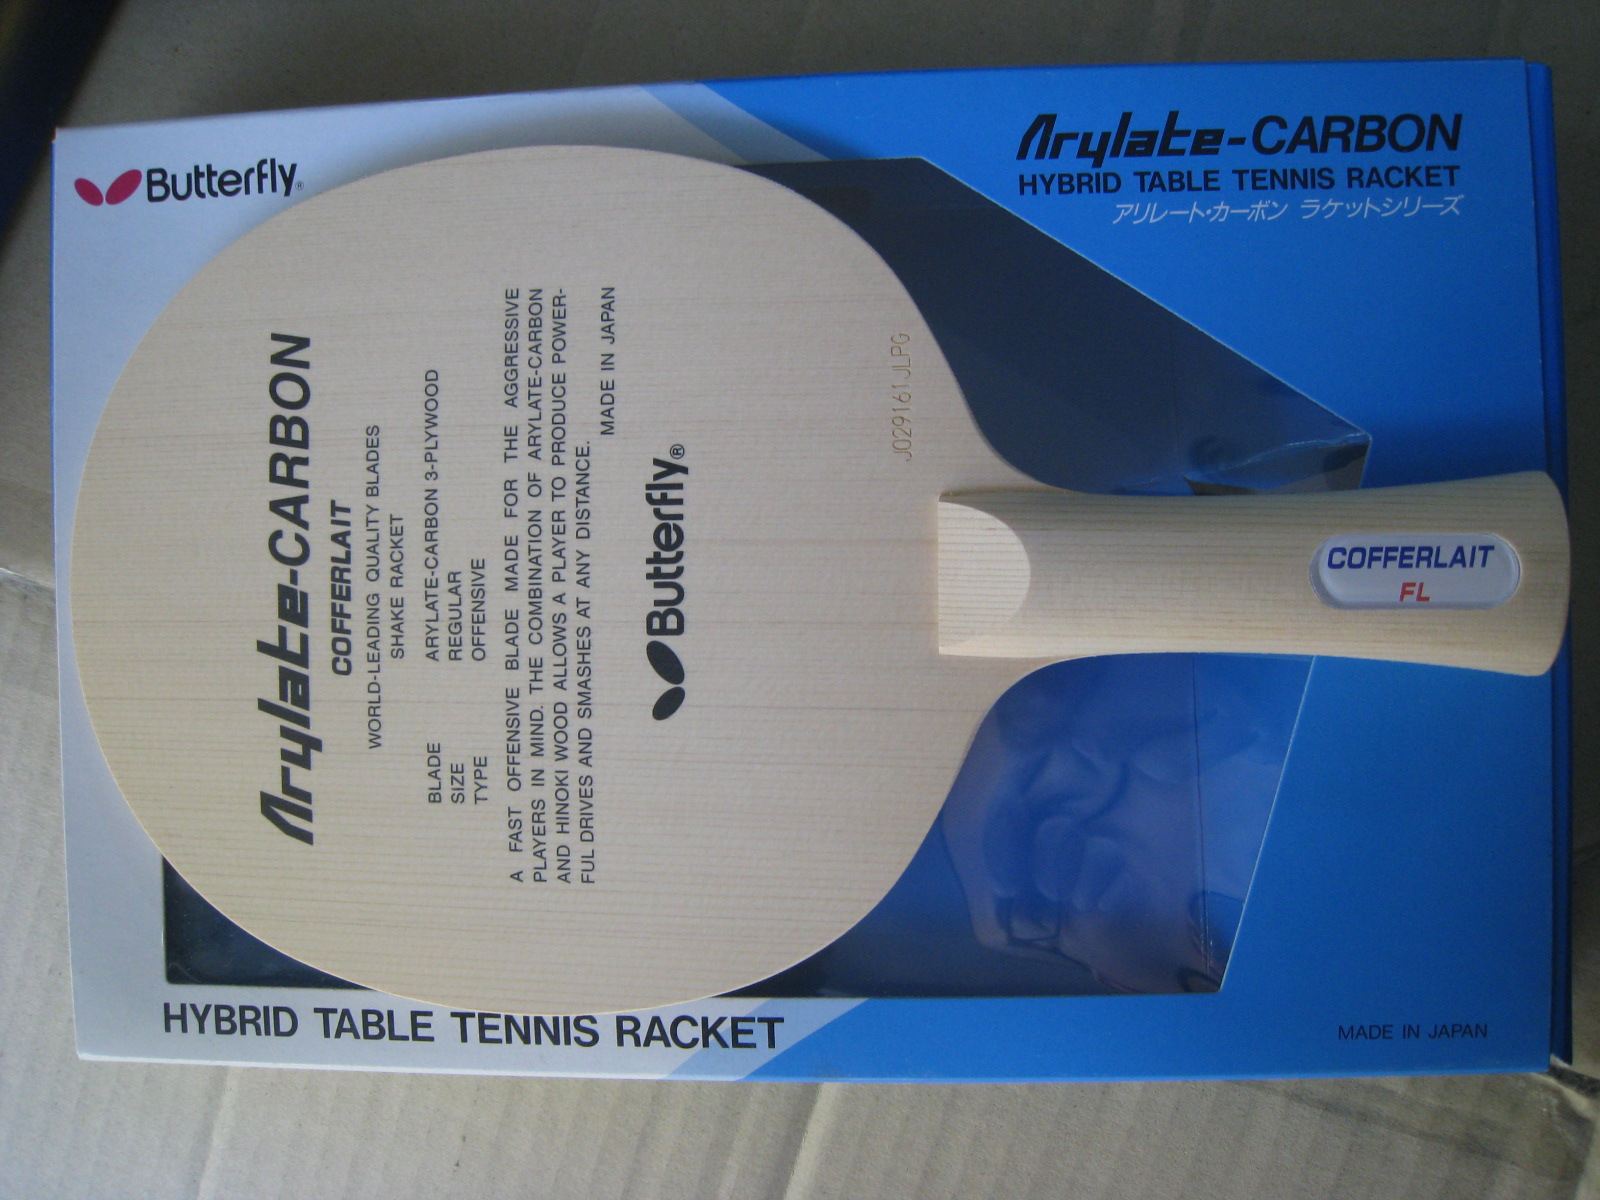 Butterfly®
Arylate-CARBON
HYBRID TABLE TENNIS RACKET
アリレート・カーボン ラケットシリーズ
Arylate-CARBON
COFFERLAIT
WORLD-LEADING QUALITY BLADES
SHAKE RACKET
BLADE ARYLATE-CARBON 3-PLYWOOD
SIZE REGULAR
TYPE OFFENSIVE
A FAST OFFENSIVE BLADE MADE FOR THE AGGRESSIVE
PLAYERS IN MIND. THE COMBINATION OF ARYLATE-CARBON
AND HINOKI WOOD ALLOWS A PLAYER TO PRODUCE POWER-
FUL DRIVES AND SMASHES AT ANY DISTANCE.
MADE IN JAPAN
Butterfly®
J029161JLPG
COFFERLAIT
FL
HYBRID TABLE TENNIS RACKET
MADE IN JAPAN